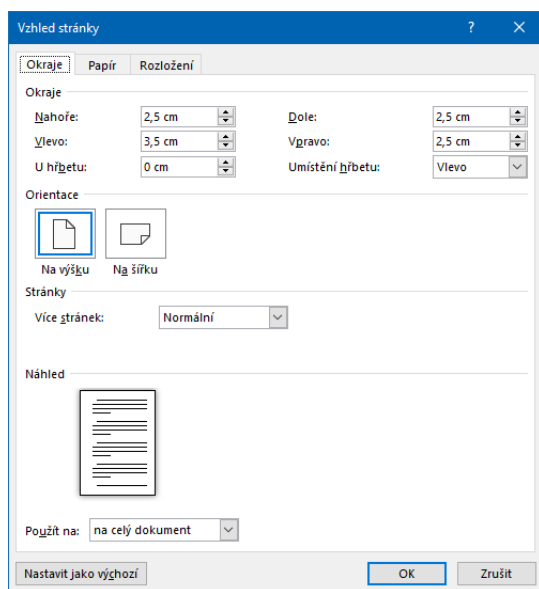 Vzhled stránky ? ×
Okraje Papír Rozložení
Okraje
Nahoře: 2,5 cm Dole: 2,5 cm
Vlevo: 3,5 cm Vpravo: 2,5 cm
U hřbetu: 0 cm Umístění hřbetu: Vlevo
Orientace
Na výšku Na šířku
Stránky
Více stránek: Normální
Náhled
Použít na: na celý dokument
Nastavit jako výchozí OK Zrušit